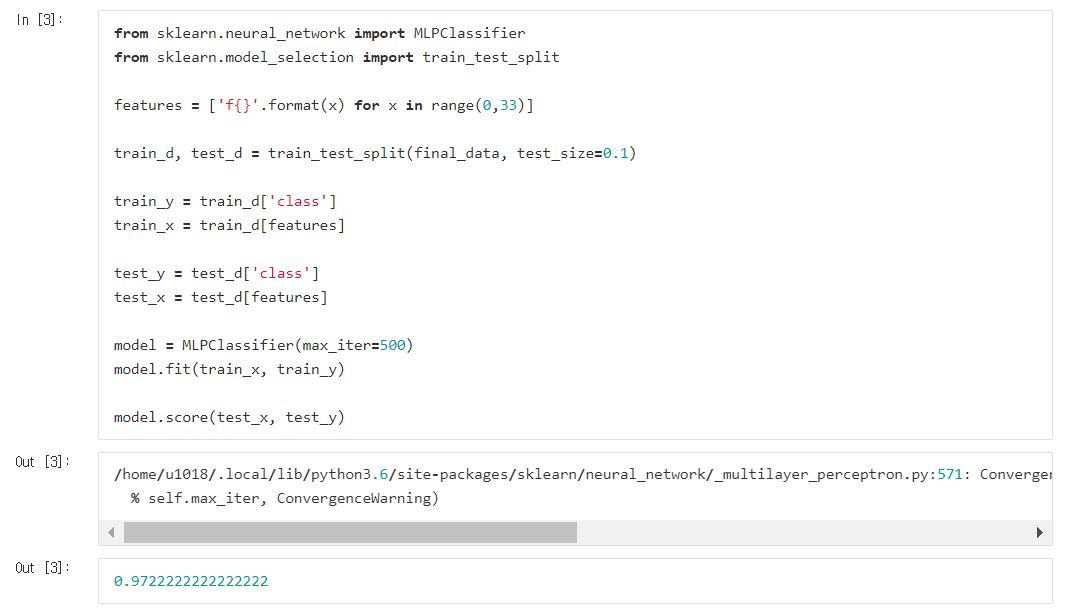 In [3]:
from sklearn.neural_network import MLPClassifier
from sklearn.model_selection import train_test_split
features = ['f{}'.format(x) for x in range(0,33)]
train_d, test_d = train_test_split(final_data, test_size=0.1)
train_y = train_d['class']
train_x = train_d[features]
test_y = test_d['class']
test_x = test_d[features]
model = MLPClassifier(max_iter=500)
model.fit(train_x, train_y)
model.score(test_x, test_y)
Out [3]:
/home/u1018/.local/lib/python3.6/site-packages/sklearn/neural_network/_multilayer_perceptron.py:571: Converger
% self.max_iter, ConvergenceWarning)
Out [3]:
0.9722222222222222